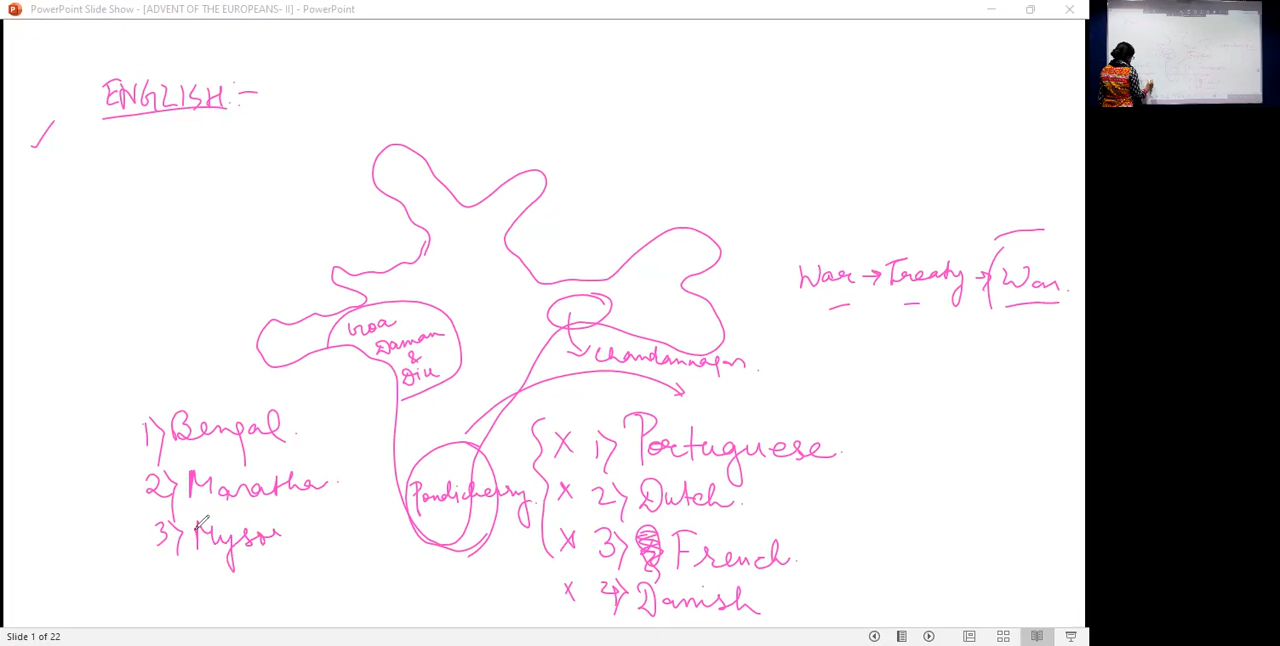 PowerPoint Slide Show - [ADVENT OF THE EUROPEANS- II] - PowerPoint
ENGLISH :-
War → Treaty → War.
Goa
Daman
&
Diu
Chandannagar.
1) Bengal.
2) Maratha.
3) Mysor
Pondicherry
X 1) Portuguese.
X 2) Dutch.
X 3) French.
X 4) Danish
Slide 1 of 22